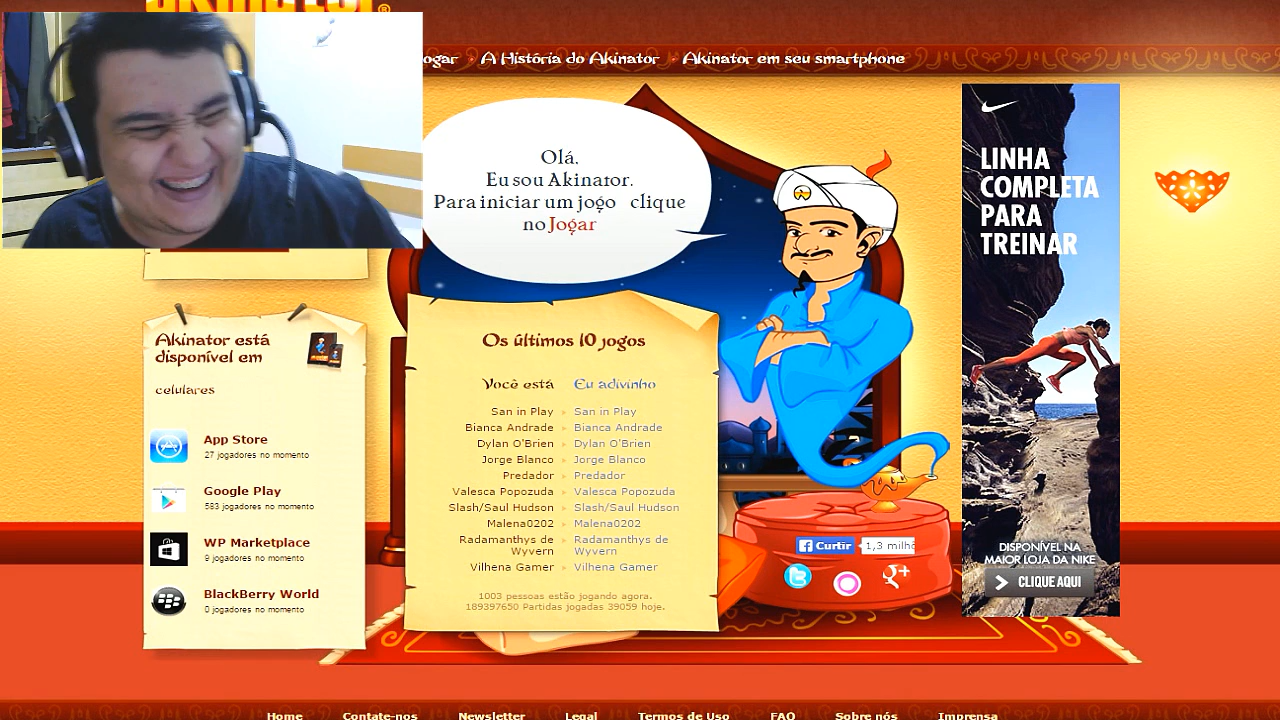 akinator®
ogar · A História do Akinator · Akinator em seu smartphone
Olá,
Eu sou Akinator.
Para iniciar um jogo clique
no Jogar
LINHA
COMPLETA
PARA
TREINAR
Akinator está
disponível em
celulares
App Store
27 jogadores no momento
Google Play
583 jogadores no momento
WP Marketplace
9 jogadores no momento
BlackBerry World
0 jogadores no momento
Os últimos 10 jogos
Você está Eu adivinho
San in Play San in Play
Bianca Andrade Bianca Andrade
Dylan O'Brien Dylan O'Brien
Jorge Blanco Jorge Blanco
Predador Predador
Valesca Popozuda Valesca Popozuda
Slash/Saul Hudson Slash/Saul Hudson
Malena0202 Malena0202
Radamanthys de Radamanthys de
Wyvern Wyvern
Vilhena Gamer Vilhena Gamer
1003 pessoas estão jogando agora.
189397650 Partidas jogadas 39059 hoje.
Curtir 1,3 milhõ
g+
DISPONÍVEL NA
MAIOR LOJA DA NIKE
CLIQUE AQUI
Home Contate-nos Newsletter Legal Termos de Uso FAQ Sobre nós Imprensa